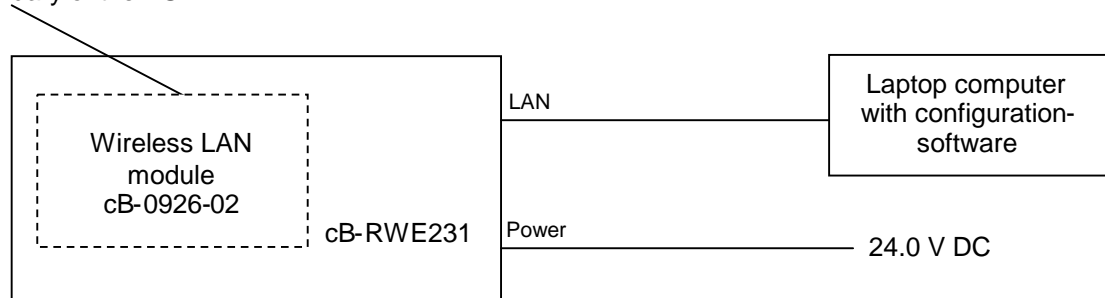 LAN
Laptop computer
with configuration-
software
Wireless LAN
module
cB-0926-02
cB-RWE231
Power
24.0 V DC